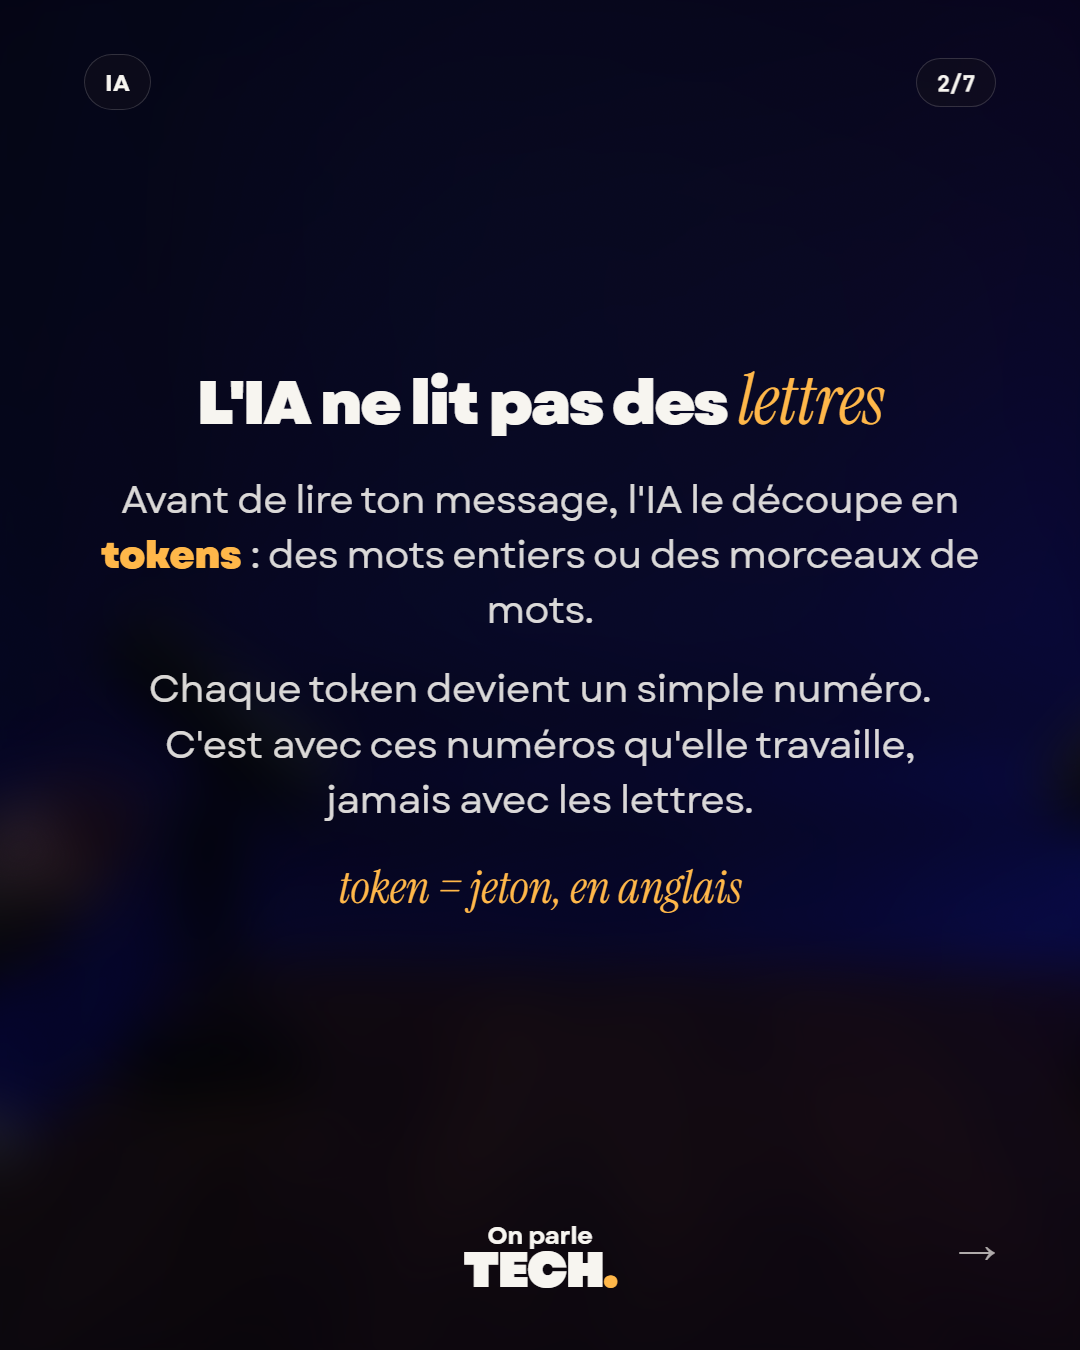 IA
2/7
L'IA ne lit pas des lettres
Avant de lire ton message, l'IA le découpe en
tokens : des mots entiers ou des morceaux de
mots.
Chaque token devient un simple numéro.
C'est avec ces numéros qu'elle travaille,
jamais avec les lettres.
token = jeton, en anglais
On parle
TECH.
→